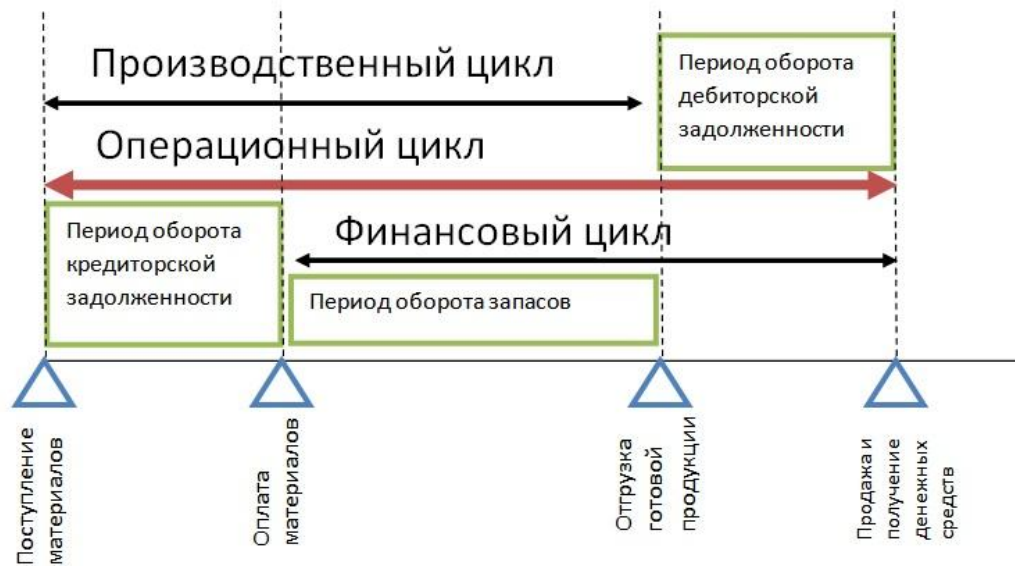 Производственный цикл
Период оборота
дебиторской
задолженности
Операционный цикл
Период оборота
кредиторской
задолженности
Финансовый цикл
Период оборота запасов
Поступление
материалов
Оплата
материалов
Отгрузка
готовой
продукции
Продажа и
получение
денежных
средств